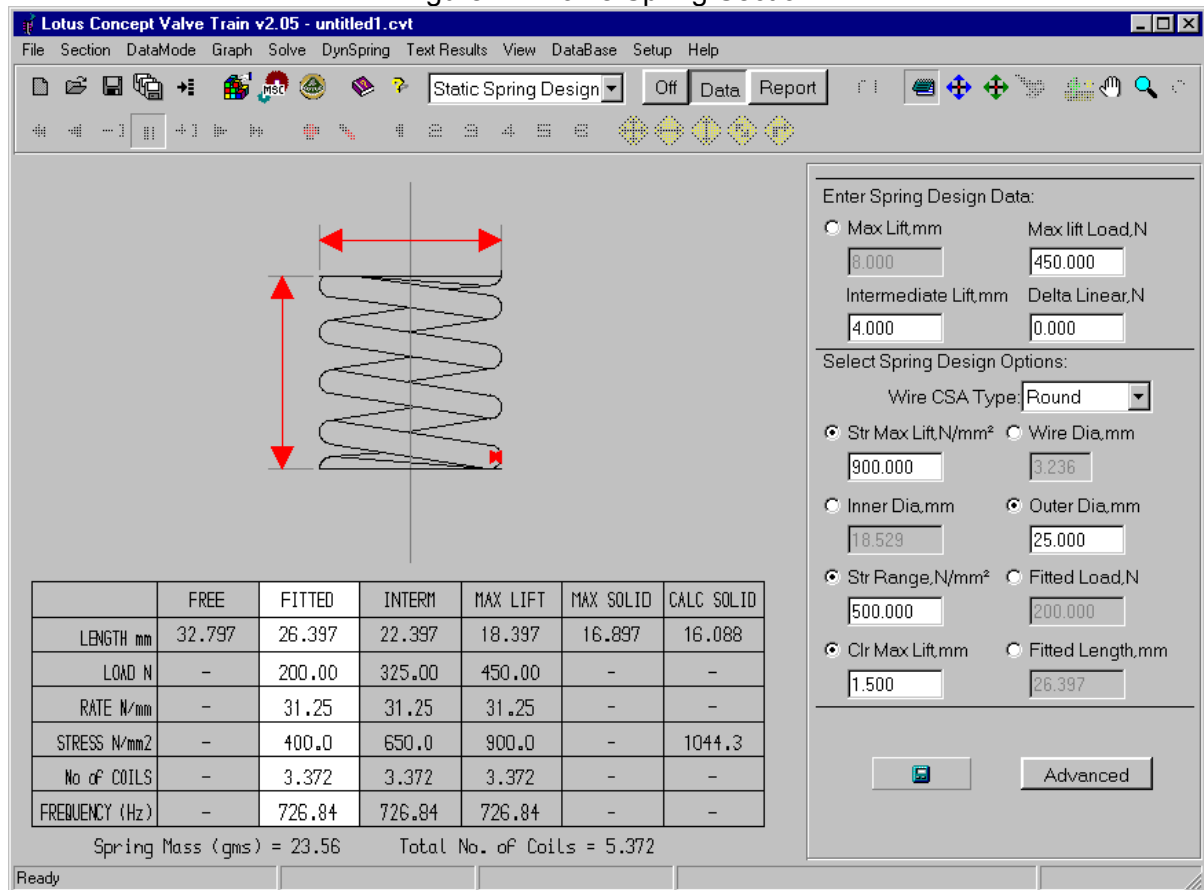 Lotus Concept Valve Train v2.05 - untitled1.cvt
File Section DataMode Graph Solve DynSpring Text Results View DataBase Setup Help
MSC Static Spring Design Off Data Report
Enter Spring Design Data:
Max Lift,mm Max lift Load,N
8.000 450.000
Intermediate Lift,mm Delta Linear,N
4.000 0.000
Select Spring Design Options:
Wire CSA Type: Round
Str Max Lift,N/mm² Wire Dia,mm
900.000 3.236
Inner Dia,mm Outer Dia,mm
18.529 25.000
Str Range,N/mm² Fitted Load,N
500.000 200.000
Clr Max Lift,mm Fitted Length,mm
1.500 26.397
Advanced
FREE FITTED INTERM MAX LIFT MAX SOLID CALC SOLID
LENGTH mm 32.797 26.397 22.397 18.397 16.897 16.088
LOAD N - 200.00 325.00 450.00 - -
RATE N/mm - 31.25 31.25 31.25 - -
STRESS N/mm2 - 400.0 650.0 900.0 - 1044.3
No of COILS - 3.372 3.372 3.372 - -
FREQUENCY (Hz) - 726.84 726.84 726.84 - -
Spring Mass (gms) = 23.56 Total No. of Coils = 5.372
Ready